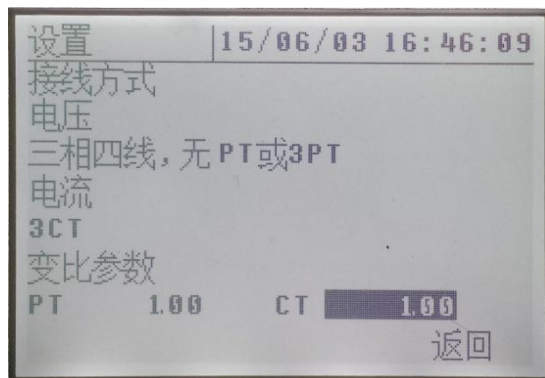 设置 15/06/03 16:46:09
接线方式
电压
三相四线，无PT或3PT
电流
3CT
变比参数
PT 1.00 CT 1.00
返回